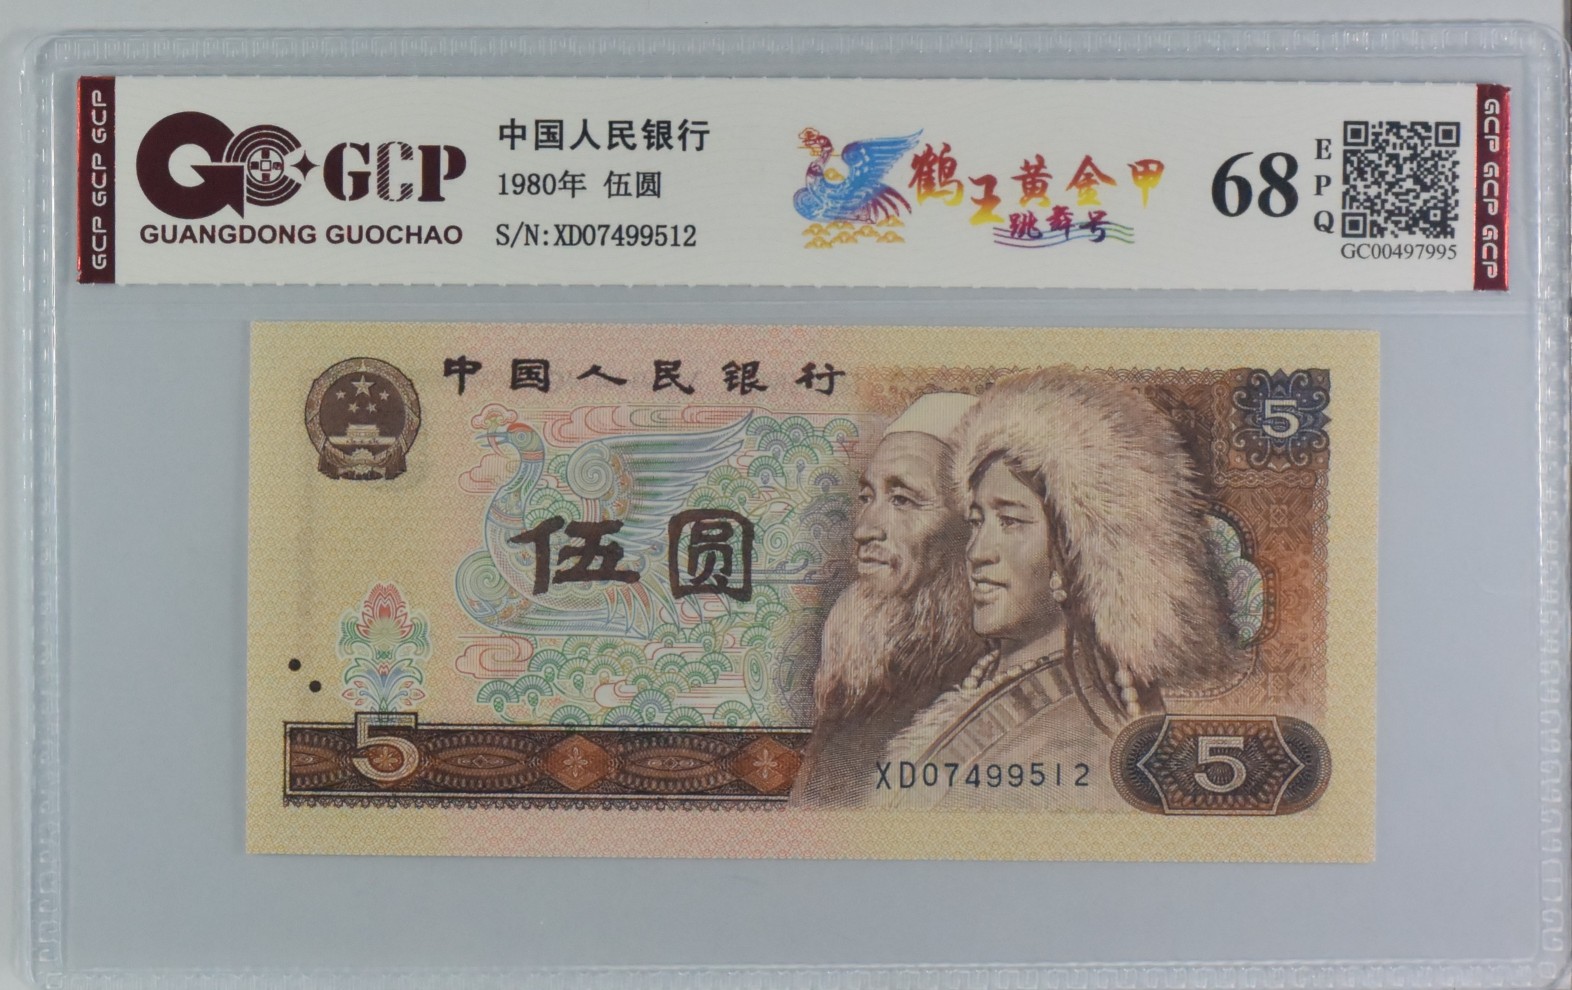 GCP GCP GCP
GCP
GUANGDONG GUOCHAO
中国人民银行
1980年 伍圆
S/N:XD07499512
鹤王黄金甲
跳舞号
68
EPQ
GC00497995
GCP GCP GCP
中国人民银行
5
伍圆
5
XD07499512
5